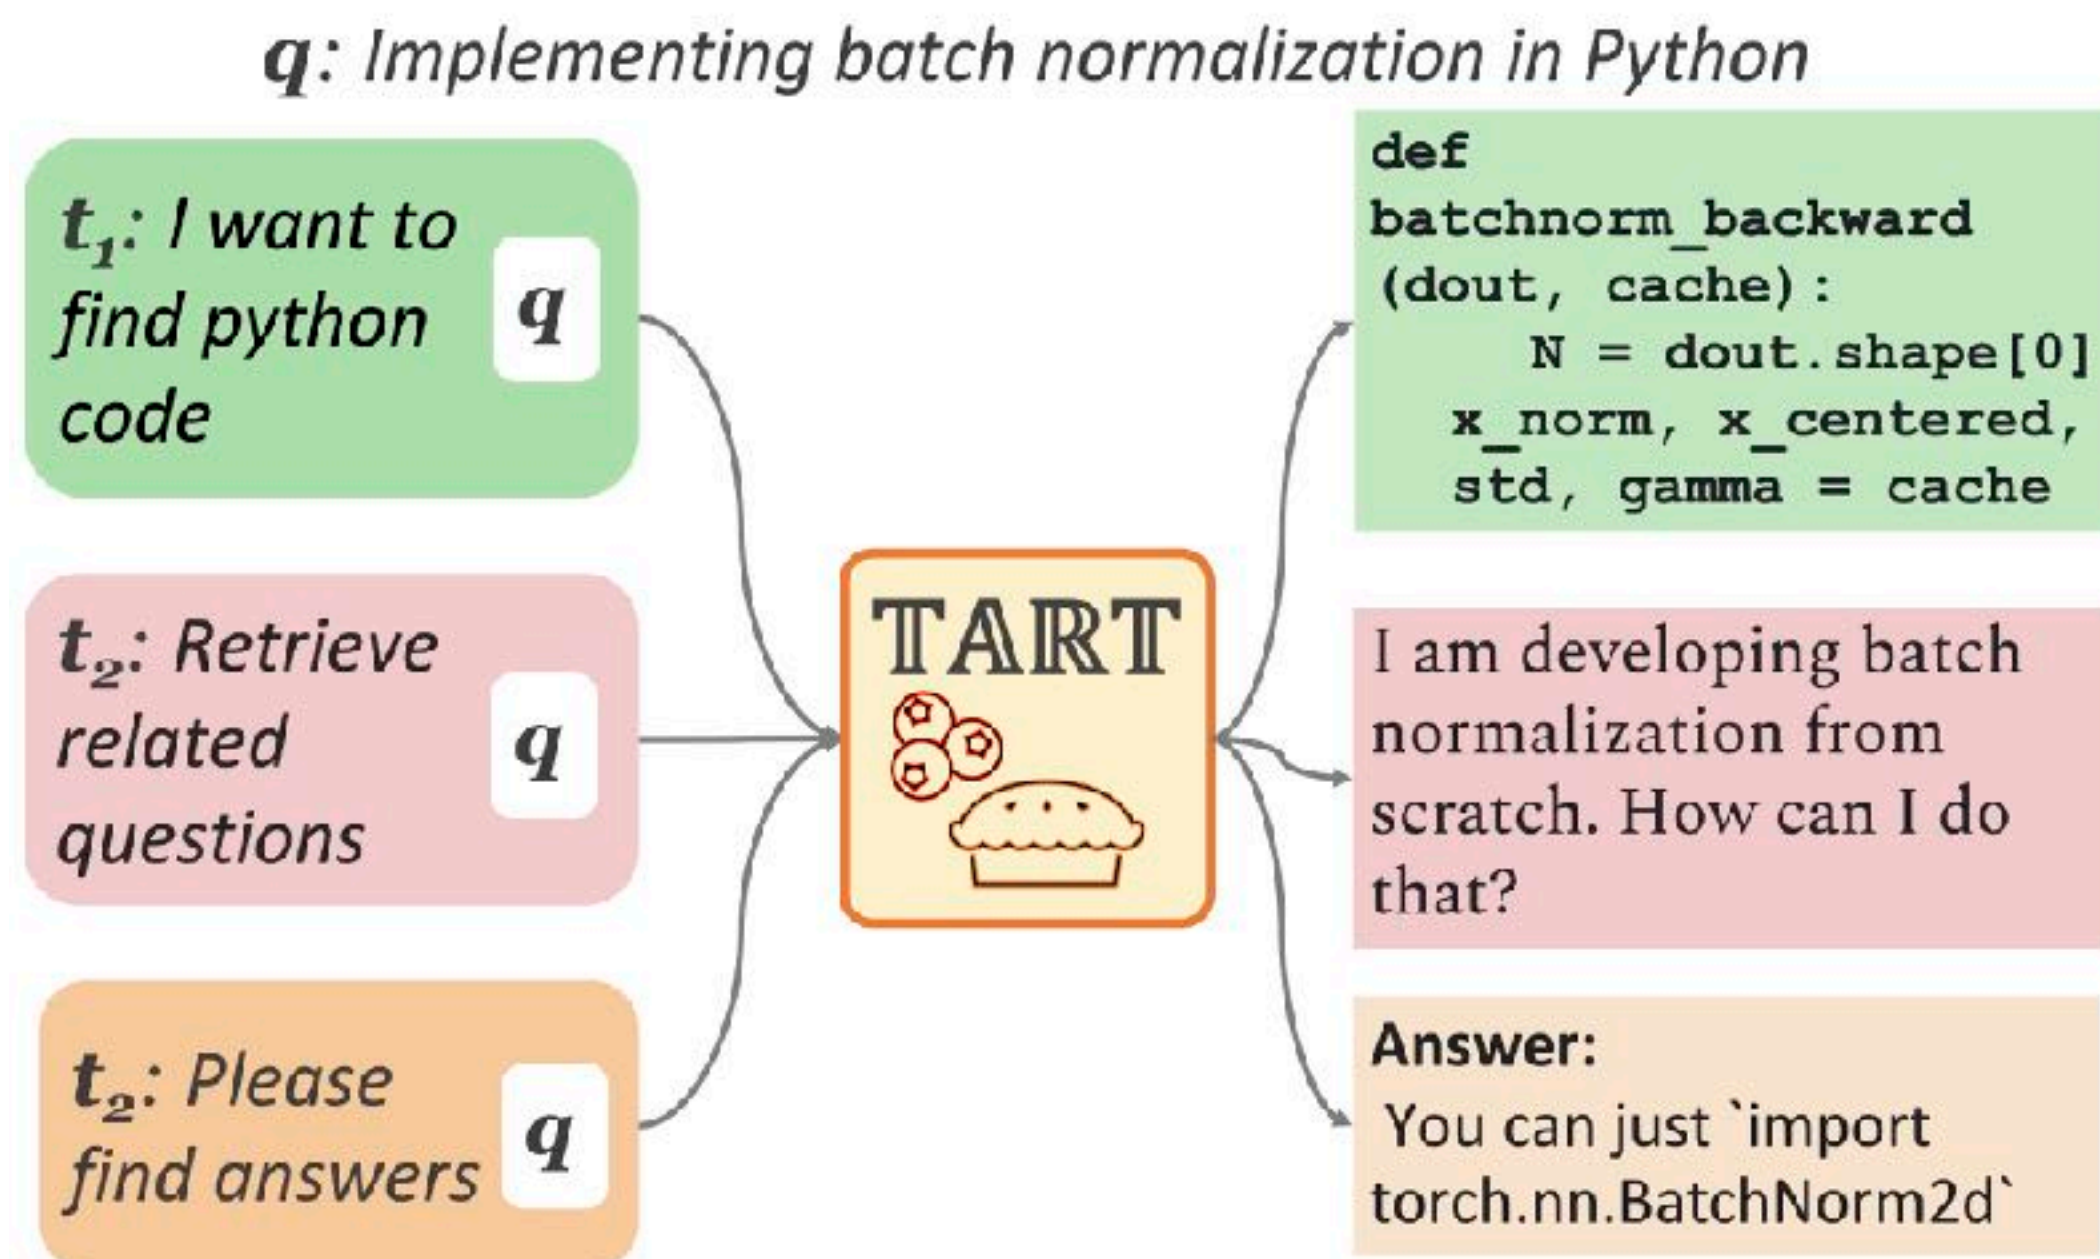 q: Implementing batch normalization in Python
t₁: I want to
find python
code
q
t₂: Retrieve
related
questions
q
t₂: Please
find answers
q
TART
def
batchnorm_backward
(dout, cache):
N = dout.shape[0]
x_norm, x_centered,
std, gamma = cache
I am developing batch
normalization from
scratch. How can I do
that?
Answer:
You can just `import
torch.nn.BatchNorm2d`